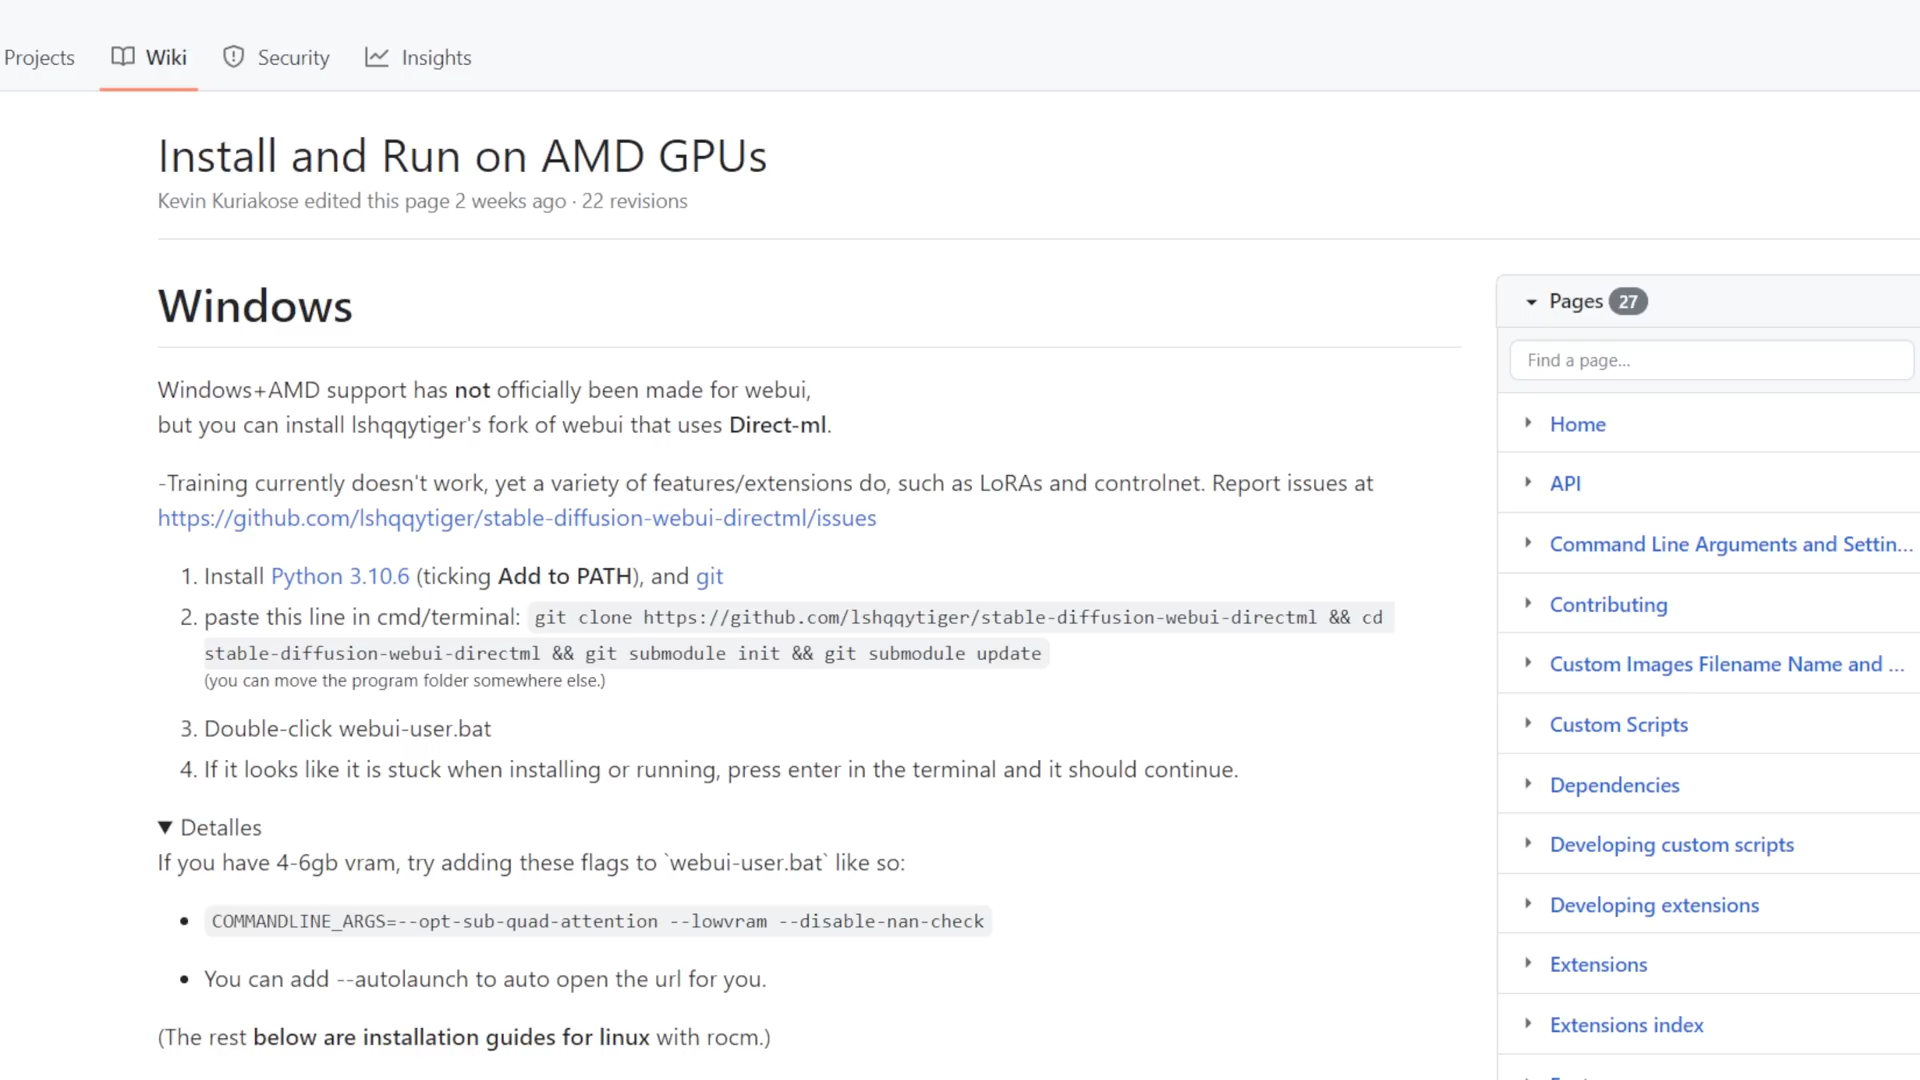 Projects
Wiki
Security
Insights
Install and Run on AMD GPUs
Kevin Kuriakose edited this page 2 weeks ago · 22 revisions
Windows
Windows+AMD support has not officially been made for webui,
but you can install lshqqytiger's fork of webui that uses Direct-ml.
-Training currently doesn't work, yet a variety of features/extensions do, such as LoRAs and controlnet. Report issues at
https://github.com/lshqqytiger/stable-diffusion-webui-directml/issues
1. Install Python 3.10.6 (ticking Add to PATH), and git
2. paste this line in cmd/terminal: git clone https://github.com/lshqqytiger/stable-diffusion-webui-directml && cd
stable-diffusion-webui-directml && git submodule init && git submodule update
(you can move the program folder somewhere else.)
3. Double-click webui-user.bat
4. If it looks like it is stuck when installing or running, press enter in the terminal and it should continue.
▼ Detalles
If you have 4-6gb vram, try adding these flags to `webui-user.bat` like so:
• COMMANDLINE_ARGS=--opt-sub-quad-attention --lowvram --disable-nan-check
• You can add --autolaunch to auto open the url for you.
(The rest below are installation guides for linux with rocm.)
Pages 27
Find a page...
Home
API
Command Line Arguments and Settin...
Contributing
Custom Images Filename Name and ...
Custom Scripts
Dependencies
Developing custom scripts
Developing extensions
Extensions
Extensions index